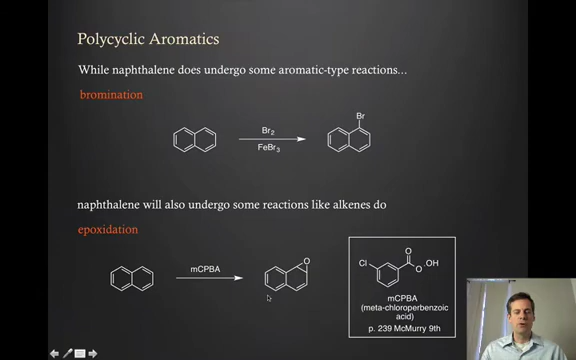 Polycyclic Aromatics
While naphthalene does undergo some aromatic-type reactions...
bromination
Br
Br2
FeBr3
naphthalene will also undergo some reactions like alkenes do
epoxidation
mCPBA
O
Cl
O
O
OH
mCPBA
(meta-chloroperbenzoic
acid)
p. 239 McMurry 9th